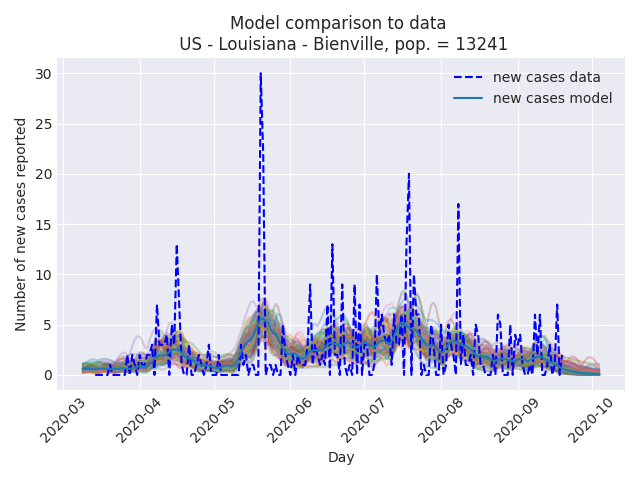 Model comparison to data
US - Louisiana - Bienville, pop. = 13241
new cases data
new cases model
Number of new cases reported
30
25
20
15
10
5
0
2020-03
2020-04
2020-05
2020-06
2020-07
2020-08
2020-09
2020-10
Day